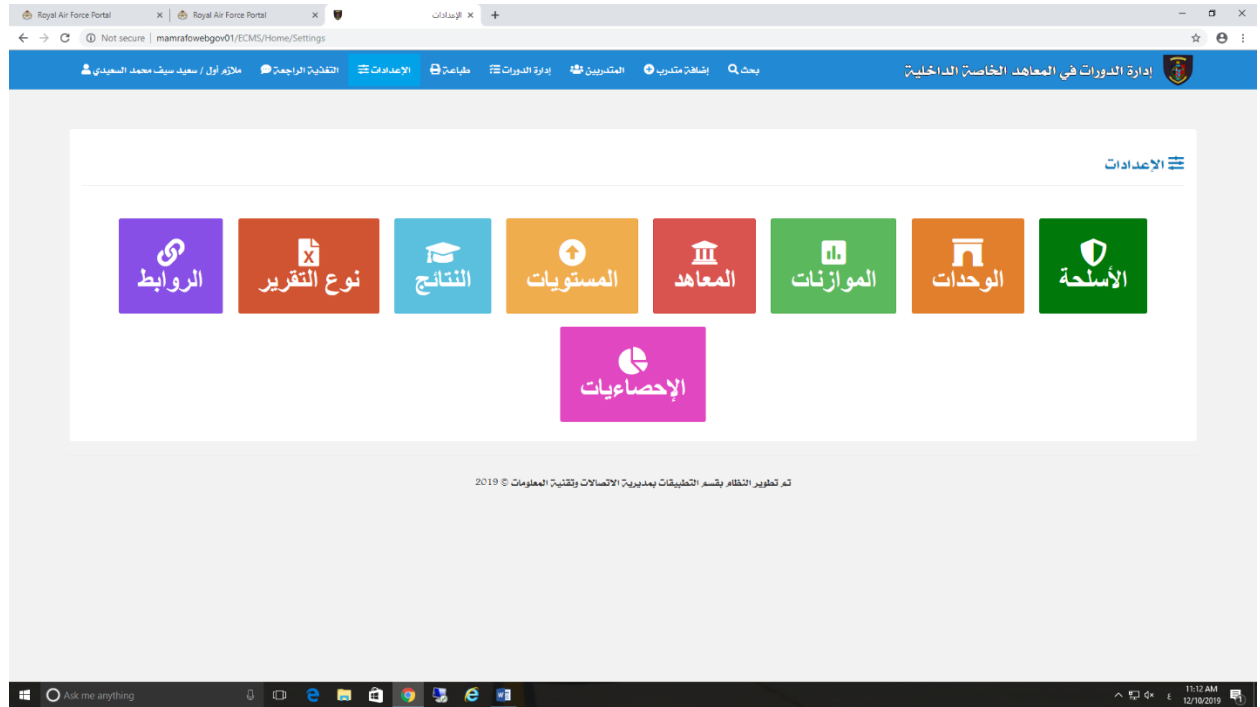 Royal Air Force Portal
Royal Air Force Portal
الإعدادات
Not secure | mamrafowebgov01/ECMS/Home/Settings
إدارة الدورات في المعاهد الخاصة الداخلية
بحث
إضافة متدرب
المتدربين
إدارة الدورات
طباعة
الإعدادات
التغذية الراجعة
ملازم أول / سعيد سيف محمد السعيدي
الإعدادات
الأسلحة
الوحدات
الموازنات
المعاهد
المستويات
النتائج
نوع التقرير
الروابط
الإحصاءيات
تم تطوير النظام بقسم التطبيقات بمديرية الاتصالات وتقنية المعلومات © 2019
Ask me anything
ع
11:12 AM
12/10/2019